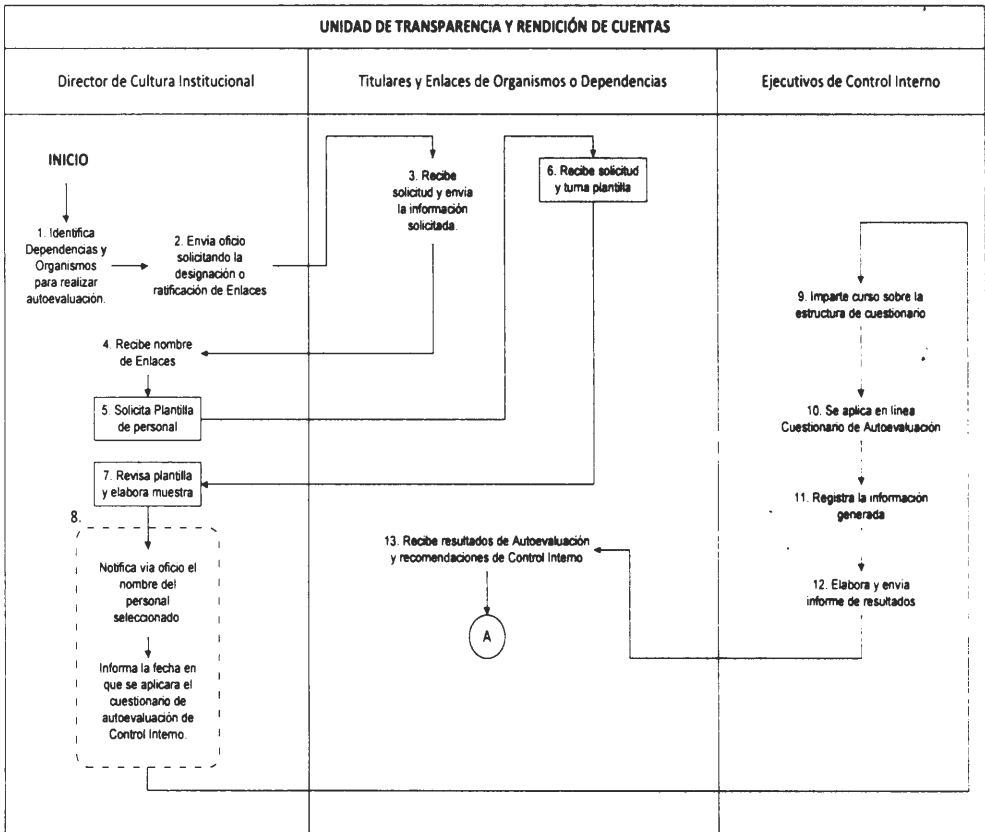 UNIDAD DE TRANSPARENCIA Y RENDICIÓN DE CUENTAS
Director de Cultura Institucional
Titulares y Enlaces de Organismos o Dependencias
Ejecutivos de Control Interno
INICIO
1. Identifica
Dependencias y
Organismos
para realizar
autoevaluación.
2. Envía oficio
solicitando la
designación o
ratificación de Enlaces
3. Recibe
solicitud y envia
la información
solicitada.
4. Recibe nombre
de Enlaces
5. Solicita Plantilla
de personal
6. Recibe solicitud
y turna plantilla
7. Revisa plantilla
y elabora muestra
8.
Notifica via oficio el
nombre del
personal
seleccionado
Informa la fecha en
que se aplicara el
cuestionario de
autoevaluación de
Control Interno.
9. Imparte curso sobre la
estructura de cuestionario
10. Se aplica en línea
Cuestionario de Autoevaluación
11. Registra la información
generada
12. Elabora y envia
informe de resultados
13. Recibe resultados de Autoevaluación
y recomendaciones de Control Interno
A